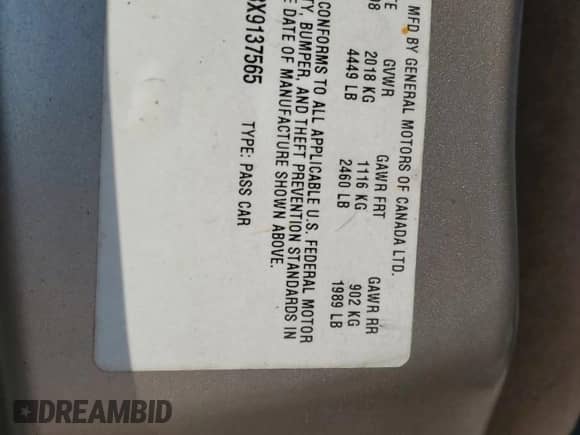 MFD BY GENERAL MOTORS OF CANADA LTD.
GVWR GAWR FRT GAWR RR
2018 KG 1116 KG 902 KG
4449 LB 2460 LB 1989 LB
CONFORMS TO ALL APPLICABLE U.S. FEDERAL MOTOR
TY, BUMPER, AND THEFT PREVENTION STANDARDS IN
E DATE OF MANUFACTURE SHOWN ABOVE.
X9137565 TYPE: PASS CAR
DREAMBID